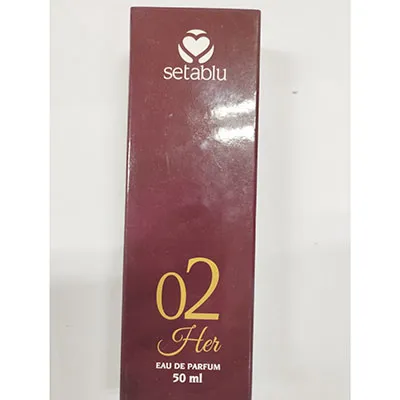 setablu
02
Her
EAU DE PARFUM
50 ml